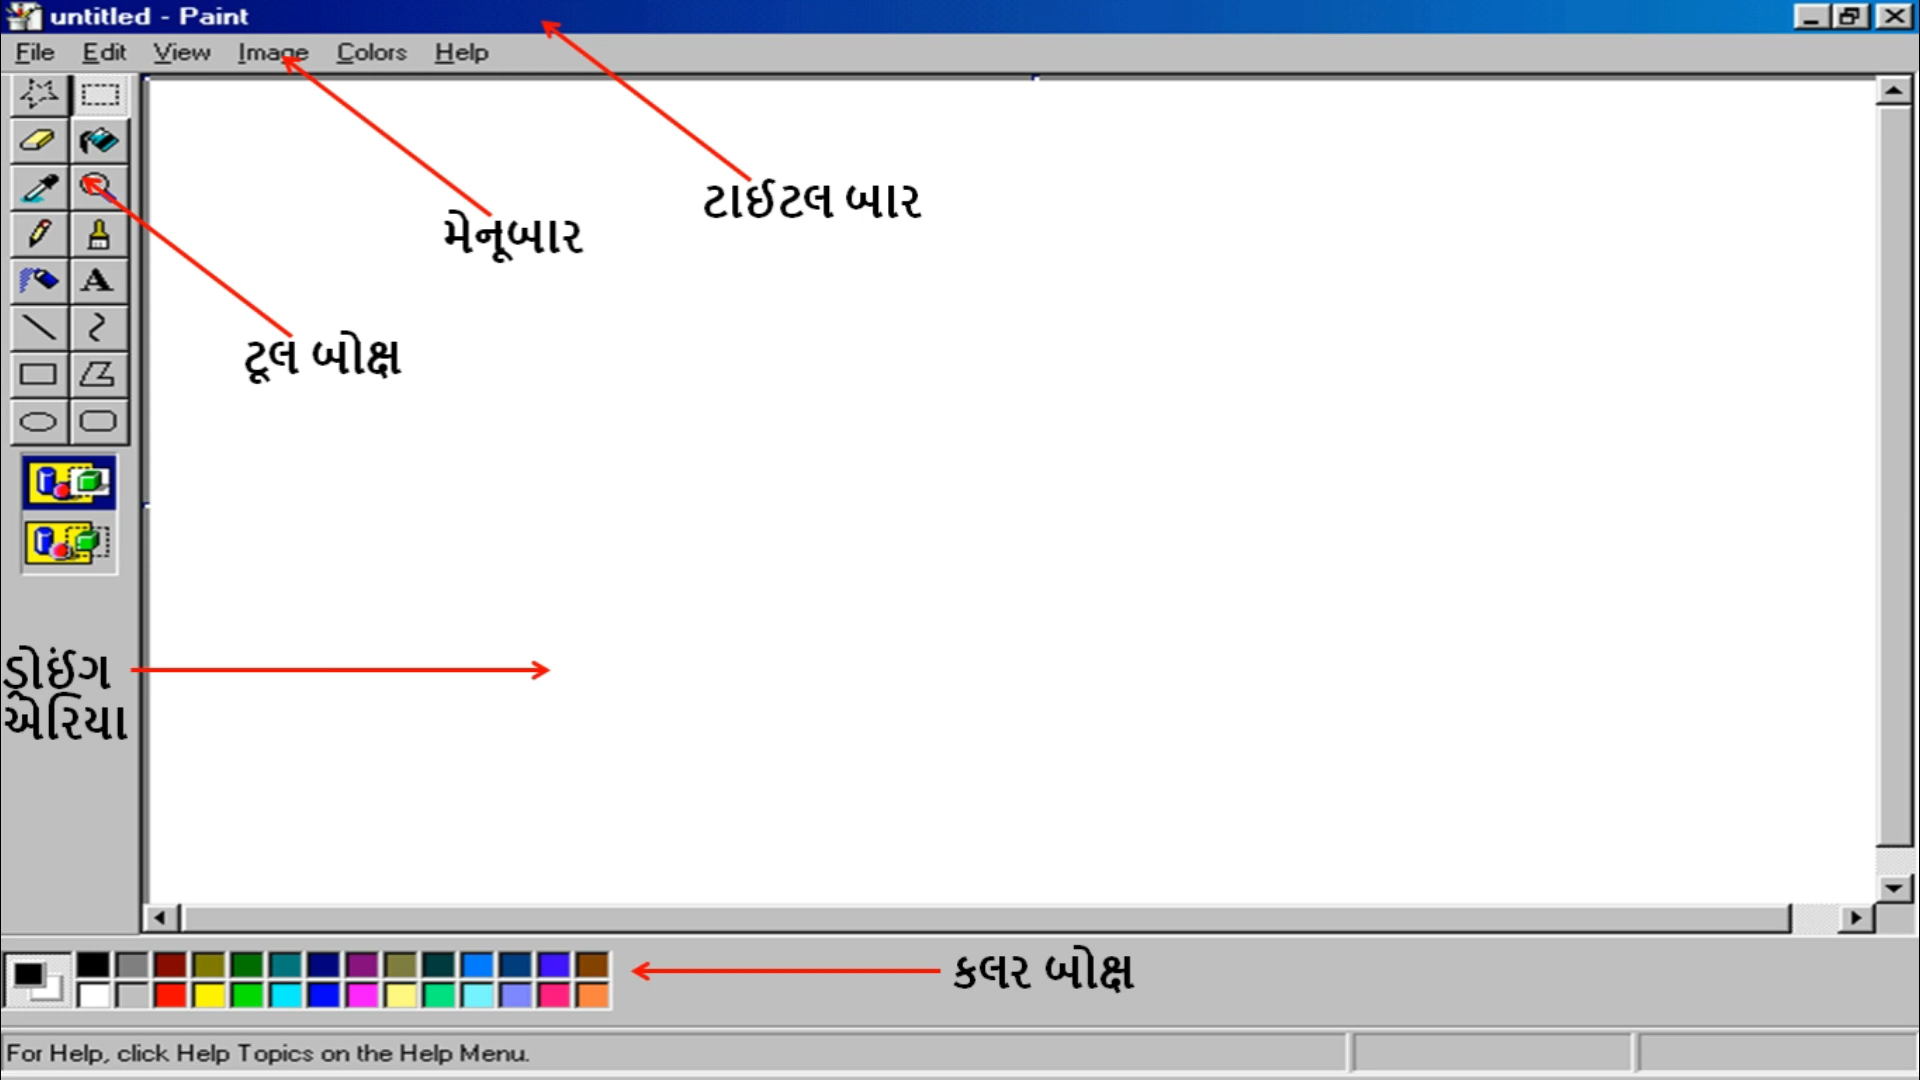 untitled - Paint
File Edit View Image Colors Help
ટાઈટલ બાર
મેનૂબાર
A
ટૂલ બોક્ષ
ડ્રોઈંગ
એરિયા
કલર બોક્ષ
For Help, click Help Topics on the Help Menu.